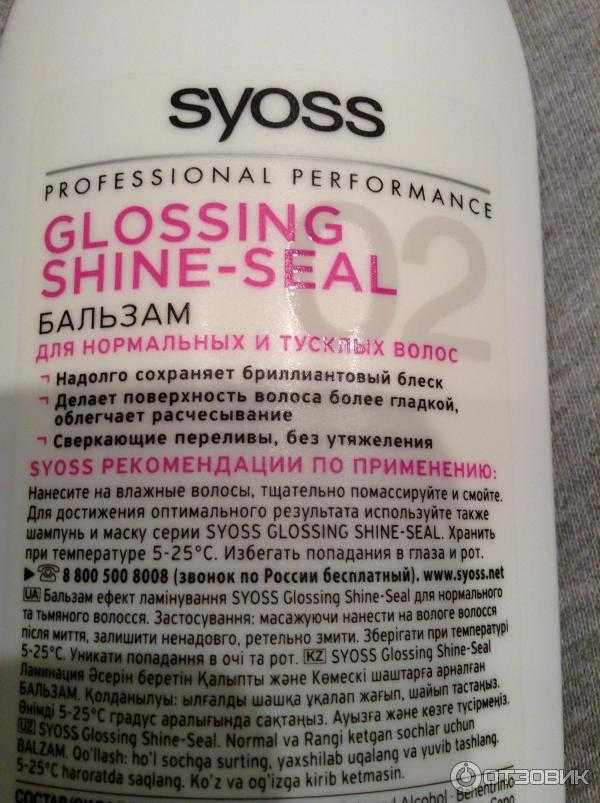 syoss
PROFESSIONAL PERFORMANCE
02
GLOSSING
SHINE-SEAL
БАЛЬЗАМ
ДЛЯ НОРМАЛЬНЫХ И ТУСКЛЫХ ВОЛОС
¬ Надолго сохраняет бриллиантовый блеск
¬ Делает поверхность волоса более гладкой,
облегчает расчесывание
¬ Сверкающие переливы, без утяжеления
SYOSS РЕКОМЕНДАЦИИ ПО ПРИМЕНЕНИЮ:
Нанесите на влажные волосы, тщательно помассируйте и смойте.
Для достижения оптимального результата используйте также
шампунь и маску серии SYOSS GLOSSING SHINE-SEAL. Хранить
при температуре 5-25°C. Избегать попадания в глаза и рот.
8 800 500 8008 (звонок по России бесплатный). www.syoss.net
UA Бальзам ефект ламінування SYOSS Glossing Shine-Seal для нормального
та тьмяного волосся. Застосування: масажуючи нанести на вологе волосся
після миття, залишити ненадовго, ретельно змити. Зберігати при температурі
5-25°C. Уникати попадання в очі та рот. KZ SYOSS Glossing Shine-Seal
Ламинация Әсерін беретін Қалыпты және Көмескі шаштарға арналған
БАЛЬЗАМ. Қолданылуы: ылғалды шашқа уқалап жағып, шайып тастаңыз.
Өнімді 5-25°C градус аралығында сақтаңыз. Ауызға және көзге түсірмеңіз.
UZ SYOSS Glossing Shine-Seal. Normal va Rangi ketgan sochlar uchun
BALZAM. Qo'llash: ho'l sochga surting, yaxshilab uqalang va yuvib tashlang.
5-25°C haroratda saqlang. Ko'z va og'izga kirib ketmasin.
Alcohol · Behentrimo
ОТЗОВИК